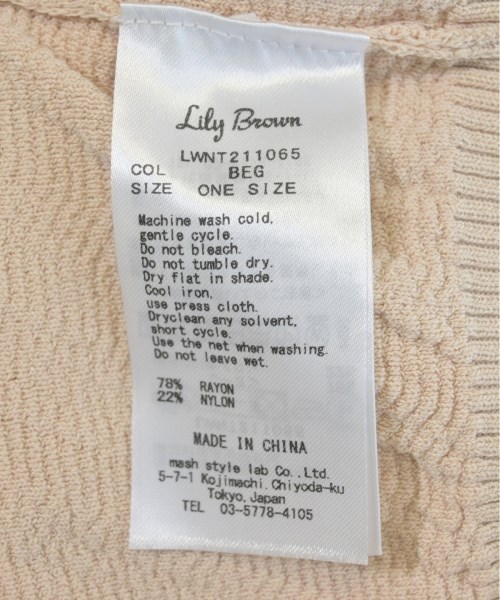 Lily Brown
LWNT211065
COL BEG
SIZE ONE SIZE
Machine wash cold,
gentle cycle.
Do not bleach.
Do not tumble dry.
Dry flat in shade.
Cool iron,
use press cloth.
Dryclean any solvent,
short cycle.
Use the net when washing.
Do not leave wet.
78% RAYON
22% NYLON
MADE IN CHINA
mash style lab Co.,Ltd.
5-7-1 Kojimachi,Chiyoda-ku
Tokyo,Japan
TEL 03-5778-4105